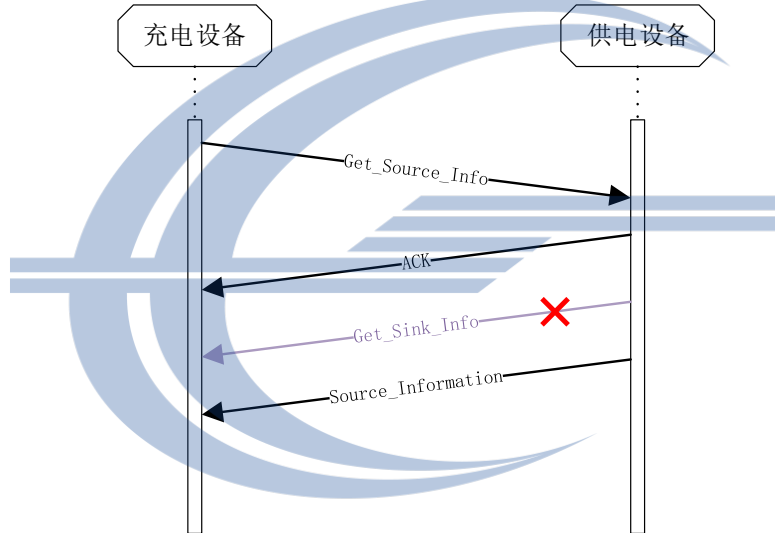 充电设备
供电设备
Get_Source_Info
ACK
Get_Sink_Info
Source_Information